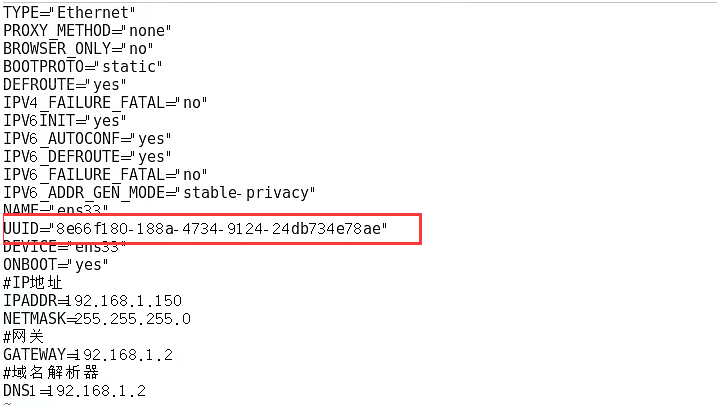 TYPE="Ethernet"
PROXY_METHOD="none"
BROWSER_ONLY="no"
BOOTPROTO="static"
DEFROUTE="yes"
IPV4_FAILURE_FATAL="no"
IPV6INIT="yes"
IPV6_AUTOCONF="yes"
IPV6_DEFROUTE="yes"
IPV6_FAILURE_FATAL="no"
IPV6_ADDR_GEN_MODE="stable-privacy"
NAME="ens33"
UUID="8e66f180-188a-4734-9124-24db734e78ae"
DEVICE="ens33"
ONBOOT="yes"
#IP地址
IPADDR=192.168.1.150
NETMASK=255.255.255.0
#网关
GATEWAY=192.168.1.2
#域名解析器
DNS1=192.168.1.2
~